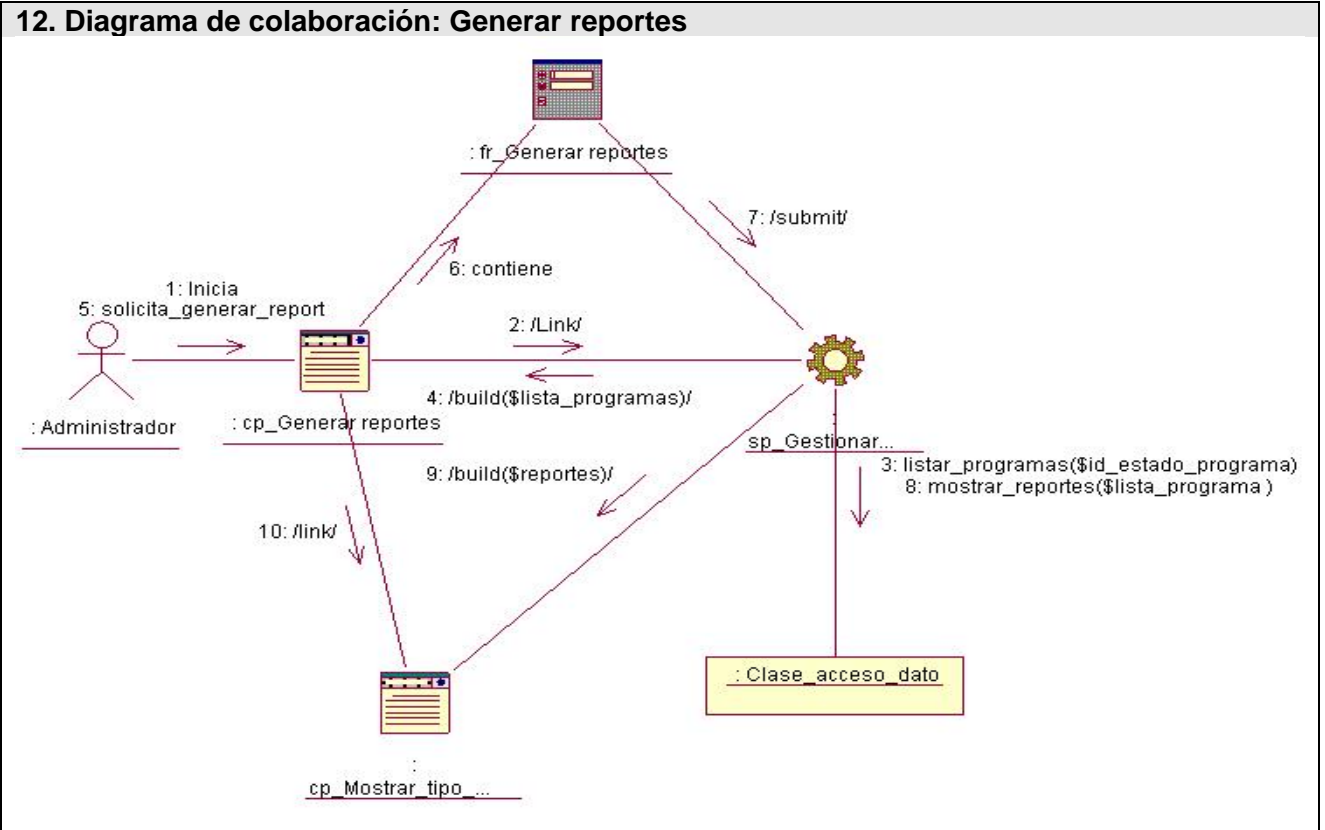 12. Diagrama de colaboración: Generar reportes
: fr_Generar reportes
7: /submit/
6: contiene
1: Inicia
5: solicita_generar_report
2: /Link/
4: /build($lista_programas)/
: Administrador
: cp_Generar reportes
sp_Gestionar...
3: listar_programas($id_estado_programa)
8: mostrar_reportes($lista_programa )
9: /build($reportes)/
10: /link/
: Clase_acceso_dato
:
cp_Mostrar_tipo_...